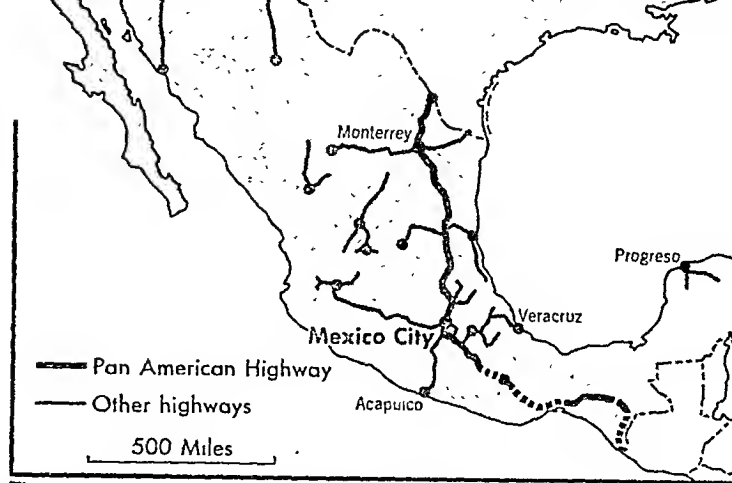 Monterrey
Progreso
Veracruz
Mexico City
Pan American Highway
Other highways
Acapulco
500 Miles